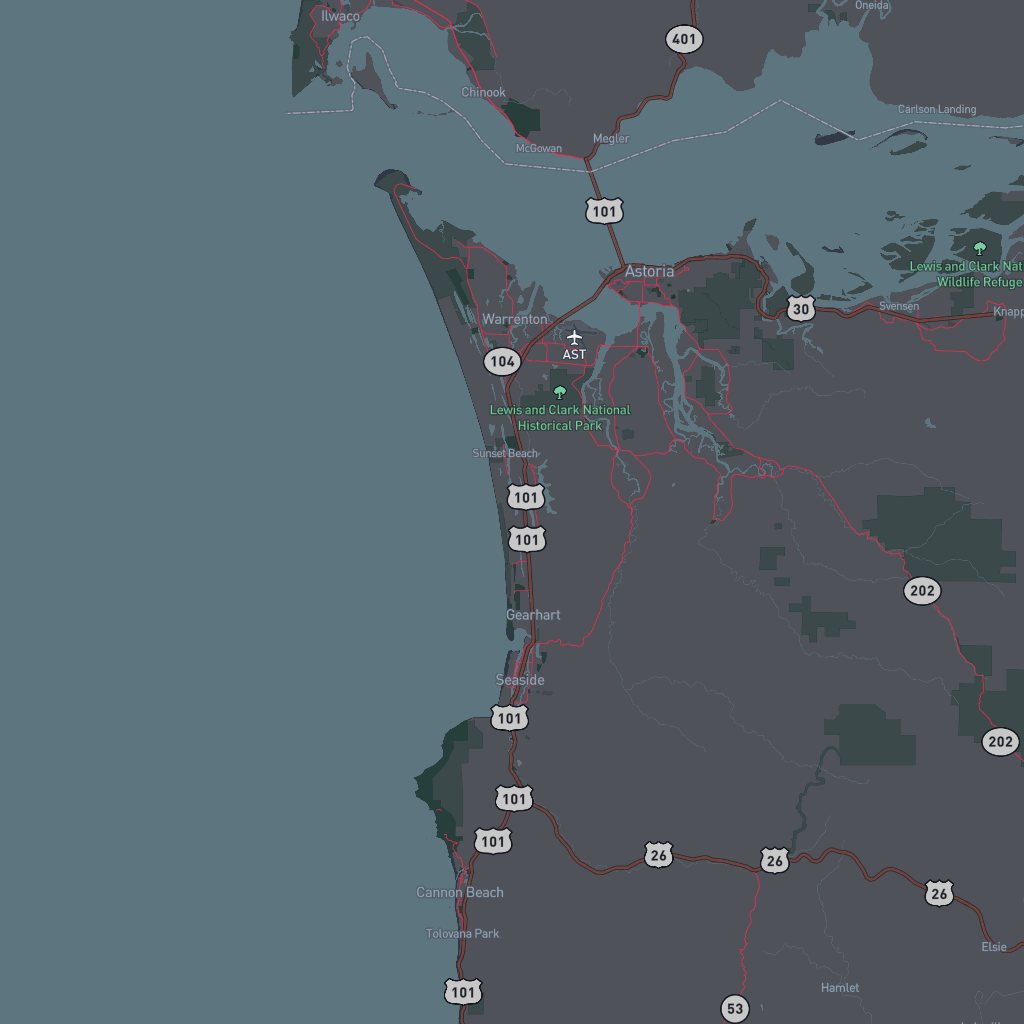 Oneida
Ilwaco
401
Chinook
Carlson Landing
Megler
McGowan
101
Lewis and Clark Nat
Wildlife Refuge
Astoria
30
Svensen
Knapp
Warrenton
AST
104
Lewis and Clark National
Historical Park
Sunset Beach
101
101
202
Gearhart
Seaside
101
202
101
101
26
26
26
Cannon Beach
Tolovana Park
Elsie
Hamlet
101
53